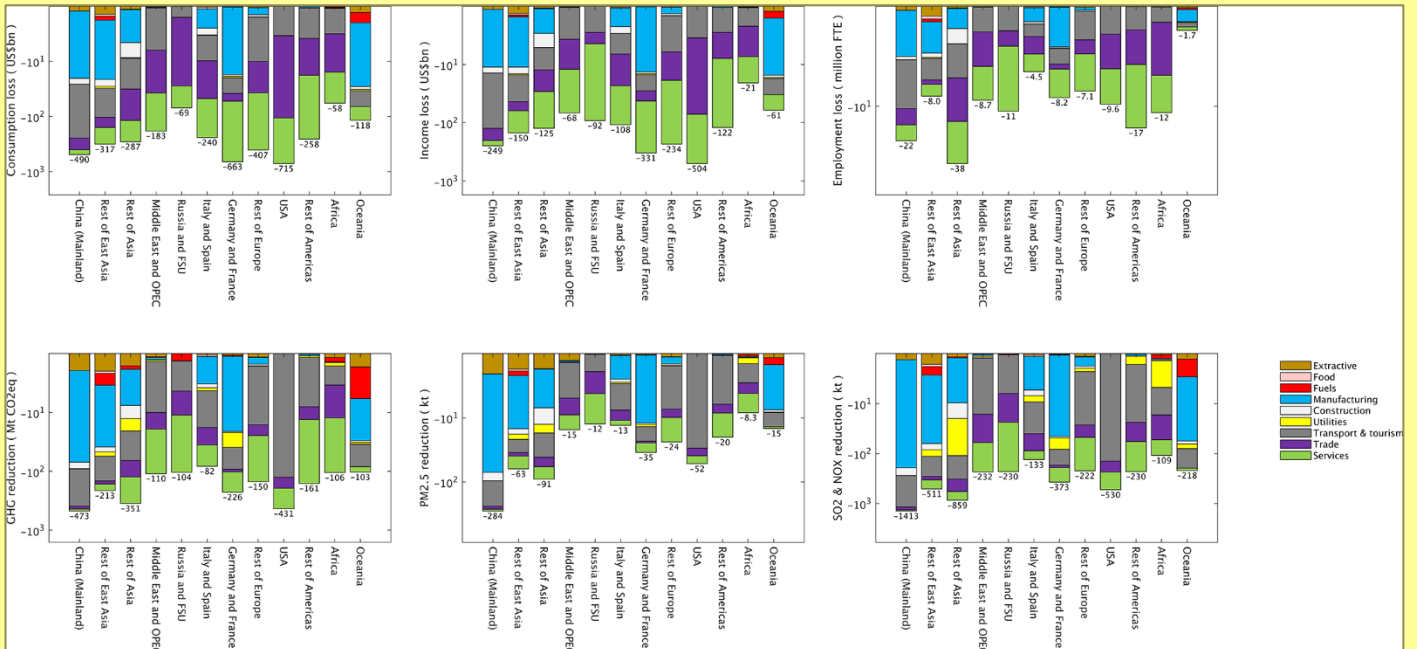 Consumption loss ( US$bn )
-10¹
-10²
-10³
-490
-317
-287
-183
-69
-240
-663
-407
-715
-258
-58
-118
China (Mainland)
Rest of East Asia
Rest of Asia
Middle East and OPEC
Russia and FSU
Italy and Spain
Germany and France
Rest of Europe
USA
Rest of Americas
Africa
Oceania
Income loss ( US$bn )
-10¹
-10²
-10³
-249
-150
-125
-68
-92
-108
-331
-234
-504
-122
-21
-61
China (Mainland)
Rest of East Asia
Rest of Asia
Middle East and OPEC
Russia and FSU
Italy and Spain
Germany and France
Rest of Europe
USA
Rest of Americas
Africa
Oceania
Employment loss ( million FTE )
-10¹
-22
-8.0
-38
-8.7
-11
-4.5
-8.2
-7.1
-9.6
-17
-12
-1.7
China (Mainland)
Rest of East Asia
Rest of Asia
Middle East and OPEC
Russia and FSU
Italy and Spain
Germany and France
Rest of Europe
USA
Rest of Americas
Africa
Oceania
GHG reduction ( Mt CO2eq )
-10¹
-10²
-10³
-473
-213
-351
-110
-104
-82
-226
-150
-431
-161
-106
-103
China (Mainland)
Rest of East Asia
Rest of Asia
Middle East and OPEC
Russia and FSU
Italy and Spain
Germany and France
Rest of Europe
USA
Rest of Americas
Africa
Oceania
PM2.5 reduction ( kt )
-10¹
-10²
-284
-63
-91
-15
-12
-13
-35
-24
-52
-20
-8.3
-15
China (Mainland)
Rest of East Asia
Rest of Asia
Middle East and OPEC
Russia and FSU
Italy and Spain
Germany and France
Rest of Europe
USA
Rest of Americas
Africa
Oceania
SO2 & NOX reduction ( kt )
-10¹
-10²
-10³
-1413
-511
-859
-232
-230
-133
-373
-222
-530
-230
-109
-218
China (Mainland)
Rest of East Asia
Rest of Asia
Middle East and OPEC
Russia and FSU
Italy and Spain
Germany and France
Rest of Europe
USA
Rest of Americas
Africa
Oceania
Extractive
Food
Fuels
Manufacturing
Construction
Utilities
Transport & tourism
Trade
Services